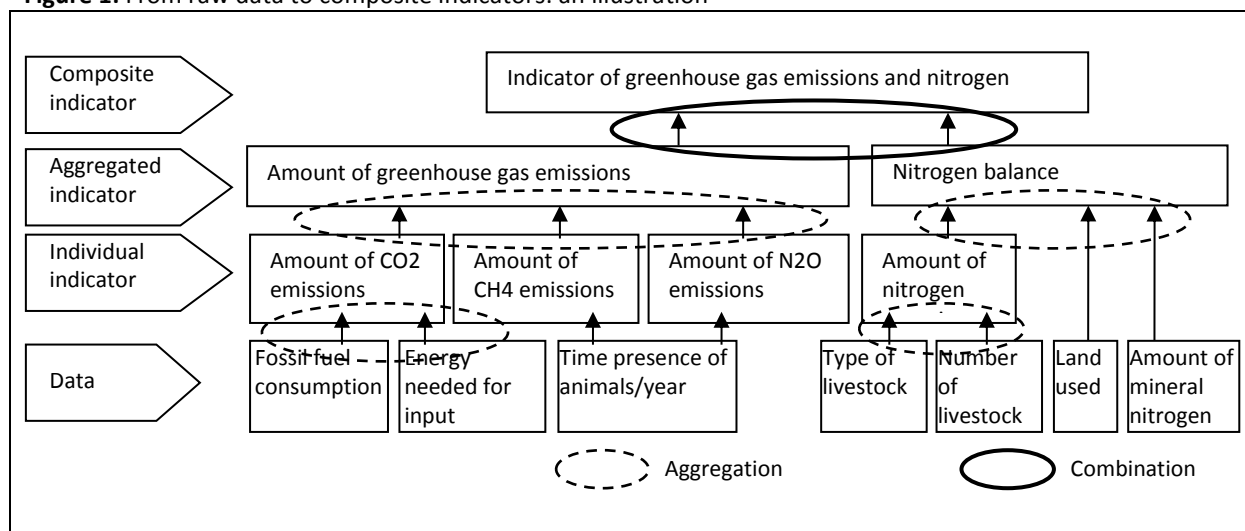 Figure 1. From raw data to composite indicators: an illustration
Composite
indicator
Indicator of greenhouse gas emissions and nitrogen
Aggregated
indicator
Amount of greenhouse gas emissions
Nitrogen balance
Individual
indicator
Amount of CO2
emissions
Amount of
CH4 emissions
Amount of N2O
emissions
Amount of
nitrogen
Data
Fossil fuel
consumption
Energy
needed for
input
Time presence of
animals/year
Type of
livestock
Number
of
livestock
Land
used
Amount of
mineral
nitrogen
Aggregation
Combination